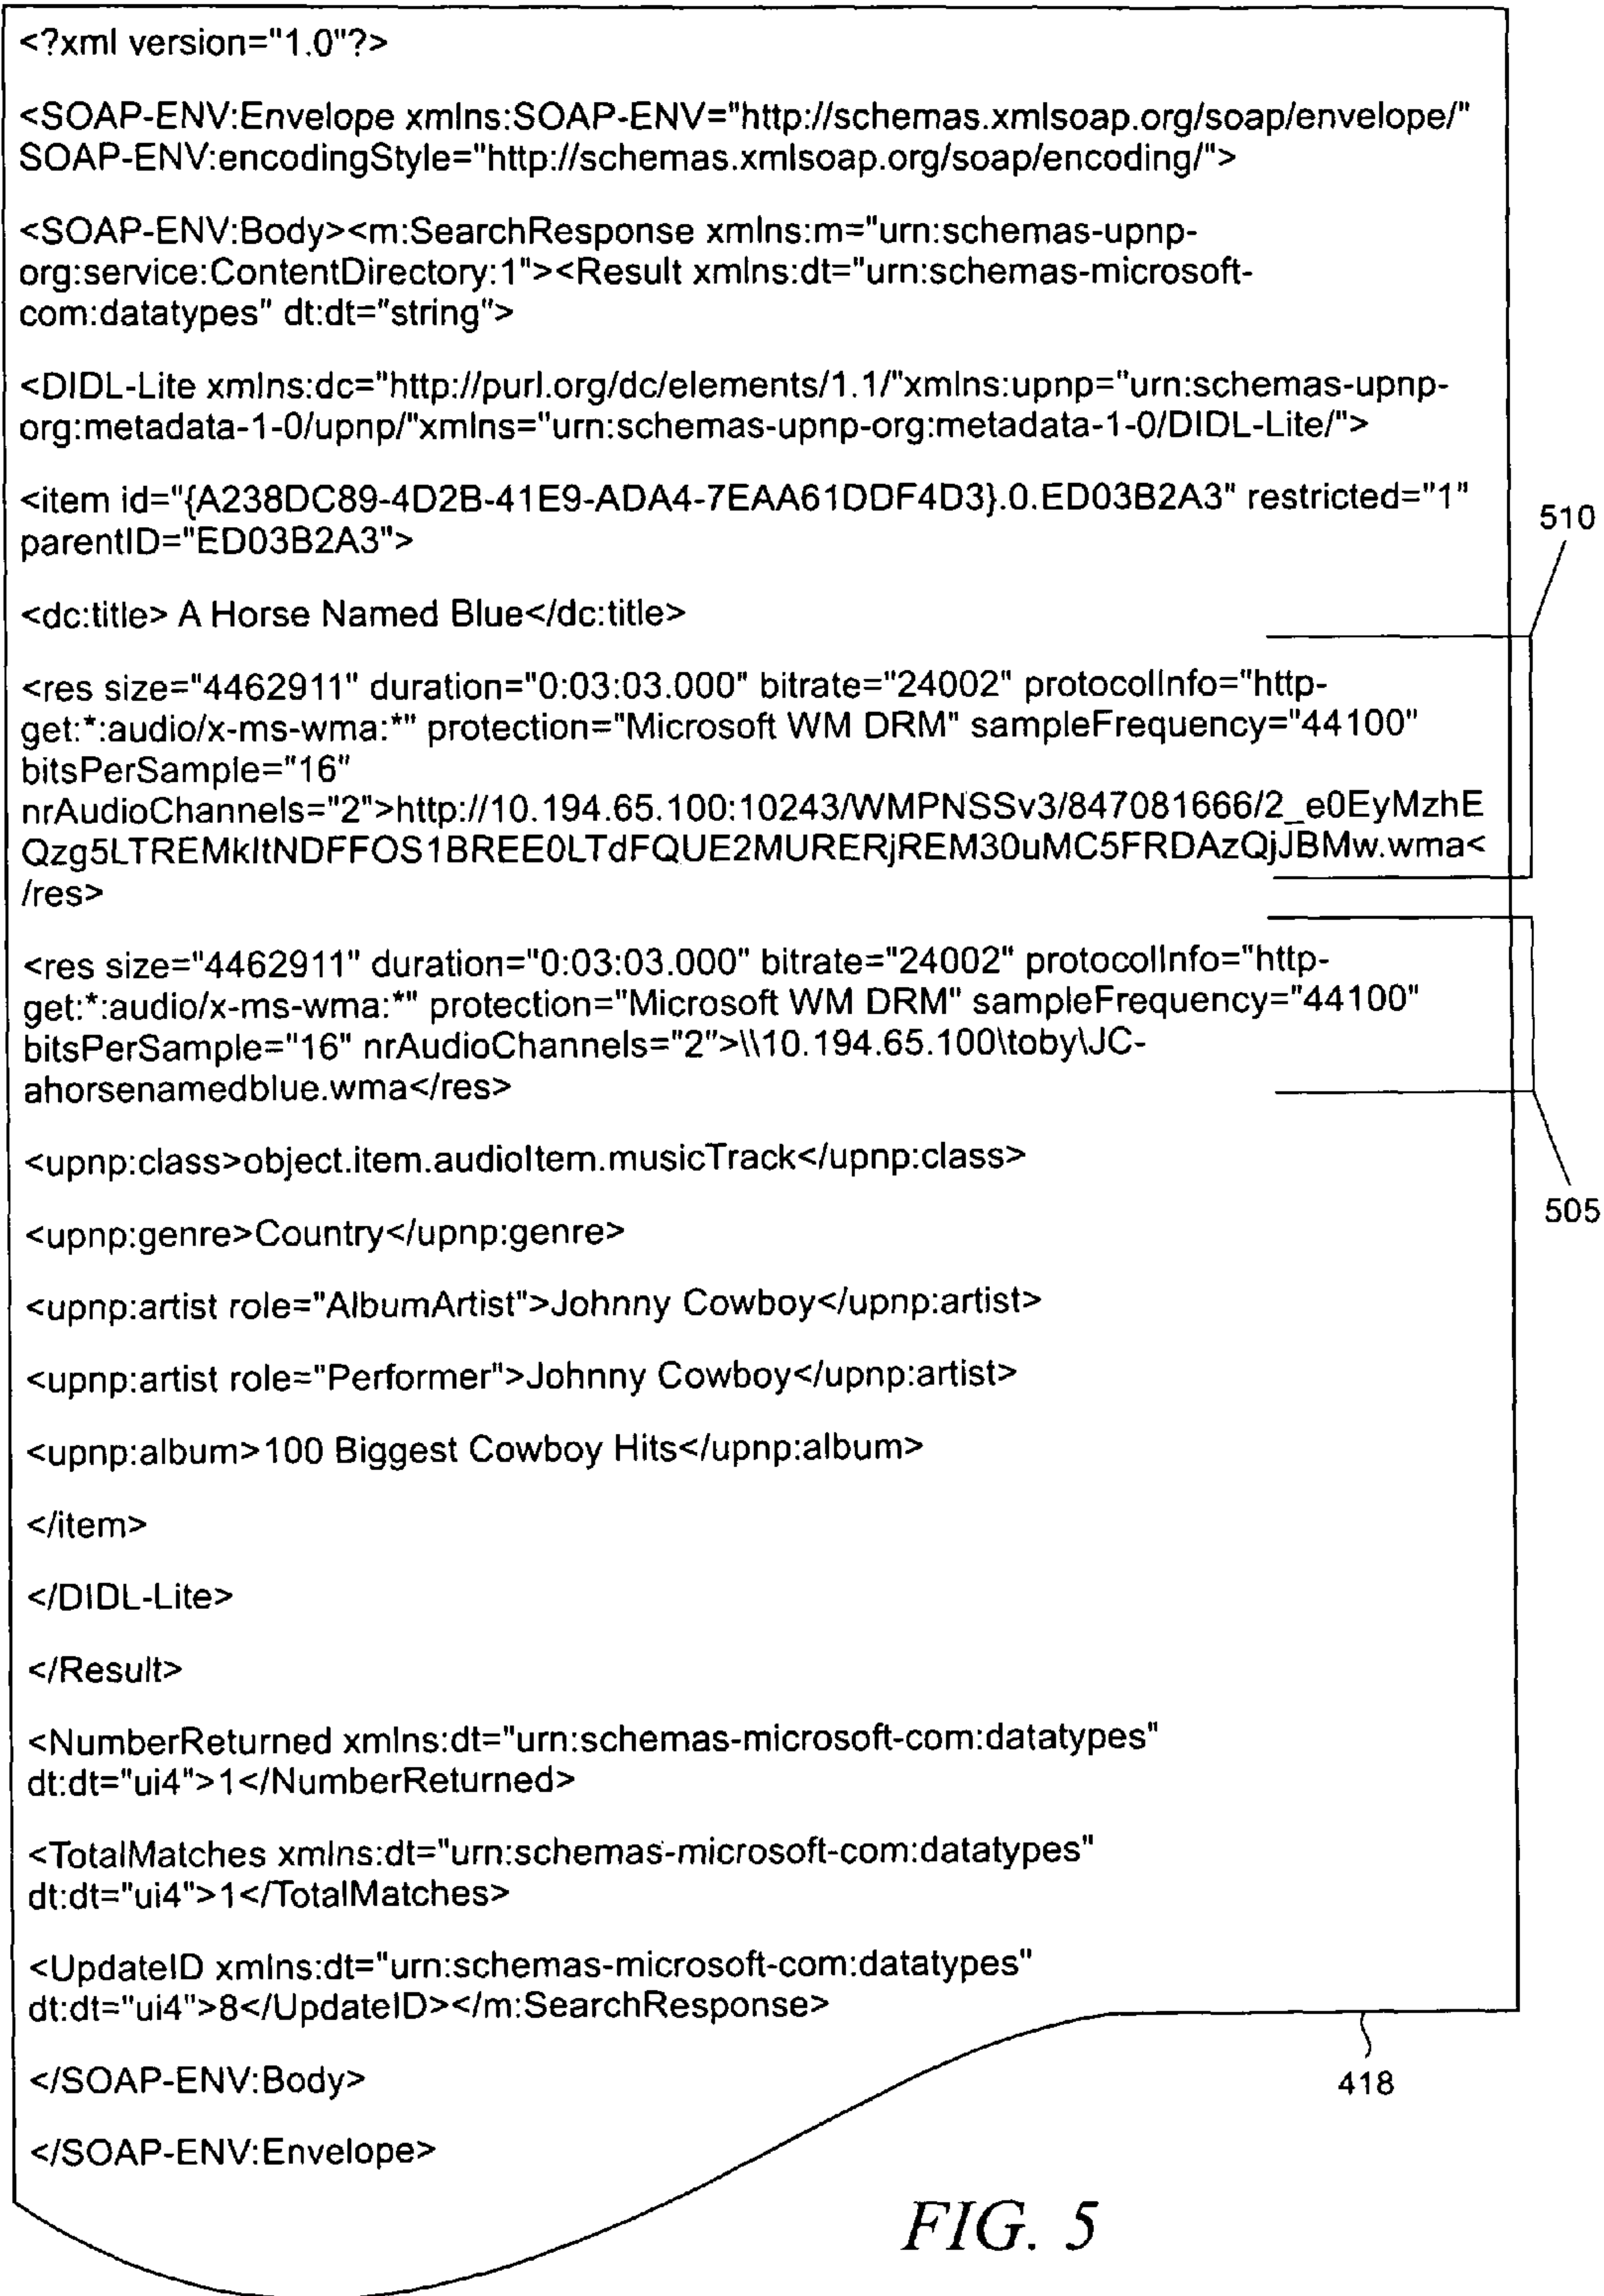 <?xml version="1.0"?>
<SOAP-ENV:Envelope xmlns:SOAP-ENV="http://schemas.xmlsoap.org/soap/envelope/"
SOAP-ENV:encodingStyle="http://schemas.xmlsoap.org/soap/encoding/">
<SOAP-ENV:Body><m:SearchResponse xmlns:m="urn:schemas-upnp-
org:service:ContentDirectory:1"><Result xmlns:dt="urn:schemas-microsoft-
com:datatypes" dt:dt="string">
<DIDL-Lite xmlns:dc="http://purl.org/dc/elements/1.1/"xmlns:upnp="urn:schemas-upnp-
org:metadata-1-0/upnp/"xmlns="urn:schemas-upnp-org:metadata-1-0/DIDL-Lite/">
<item id="{A238DC89-4D2B-41E9-ADA4-7EAA61DDF4D3}.0.ED03B2A3" restricted="1"
parentID="ED03B2A3">
510
<dc:title> A Horse Named Blue</dc:title>
<res size="4462911" duration="0:03:03.000" bitrate="24002" protocolInfo="http-
get:*:audio/x-ms-wma:*" protection="Microsoft WM DRM" sampleFrequency="44100"
bitsPerSample="16"
nrAudioChannels="2">http://10.194.65.100:10243/WMPNSSv3/847081666/2_e0EyMzhE
Qzg5LTREMkItNDFFOS1BREE0LTdFQUE2MURERjREM30uMC5FRDAzQjJBMw.wma<
/res>
<res size="4462911" duration="0:03:03.000" bitrate="24002" protocolInfo="http-
get:*:audio/x-ms-wma:*" protection="Microsoft WM DRM" sampleFrequency="44100"
bitsPerSample="16" nrAudioChannels="2">\\10.194.65.100\toby\JC-
ahorsenamedblue.wma</res>
<upnp:class>object.item.audioItem.musicTrack</upnp:class>
505
<upnp:genre>Country</upnp:genre>
<upnp:artist role="AlbumArtist">Johnny Cowboy</upnp:artist>
<upnp:artist role="Performer">Johnny Cowboy</upnp:artist>
<upnp:album>100 Biggest Cowboy Hits</upnp:album>
</item>
</DIDL-Lite>
</Result>
<NumberReturned xmlns:dt="urn:schemas-microsoft-com:datatypes"
dt:dt="ui4">1</NumberReturned>
<TotalMatches xmlns:dt="urn:schemas-microsoft-com:datatypes"
dt:dt="ui4">1</TotalMatches>
<UpdateID xmlns:dt="urn:schemas-microsoft-com:datatypes"
dt:dt="ui4">8</UpdateID></m:SearchResponse>
</SOAP-ENV:Body>
418
</SOAP-ENV:Envelope>
FIG. 5